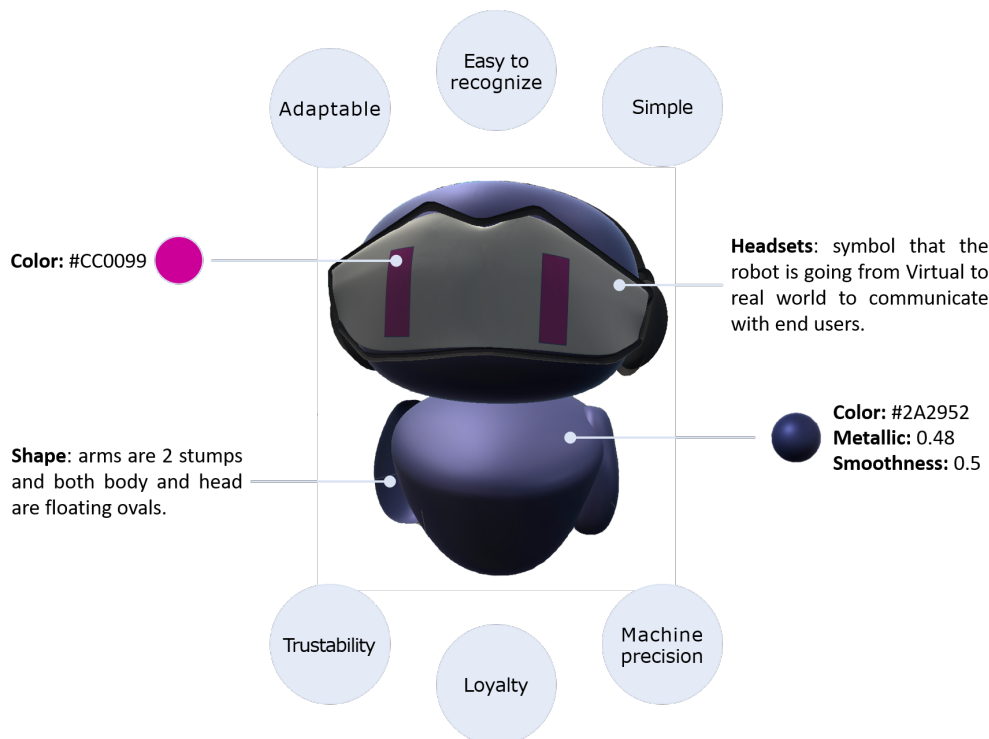 Easy to
recognize
Adaptable
Simple
Color: #CC0099
Headsets: symbol that the
robot is going from Virtual to
real world to communicate
with end users.
Color: #2A2952
Metallic: 0.48
Smoothness: 0.5
Shape: arms are 2 stumps
and both body and head
are floating ovals.
Trustability
Loyalty
Machine
precision